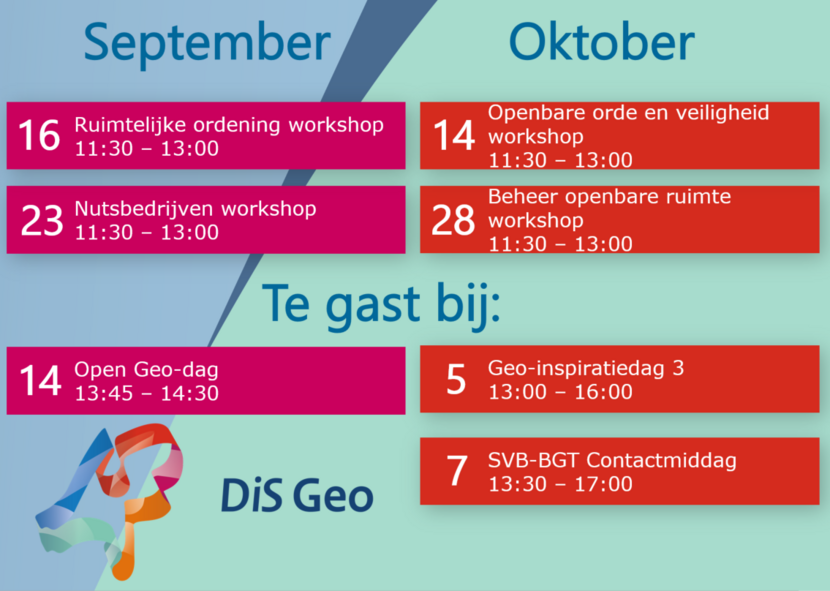 September
Oktober
16
Ruimtelijke ordening workshop
11:30 – 13:00
14
Openbare orde en veiligheid
workshop
11:30 – 13:00
23
Nutsbedrijven workshop
11:30 – 13:00
28
Beheer openbare ruimte
workshop
11:30 – 13:00
Te gast bij:
14
Open Geo-dag
13:45 – 14:30
5
Geo-inspiratiedag 3
13:00 – 16:00
7
SVB-BGT Contactmiddag
13:30 – 17:00
DiS Geo